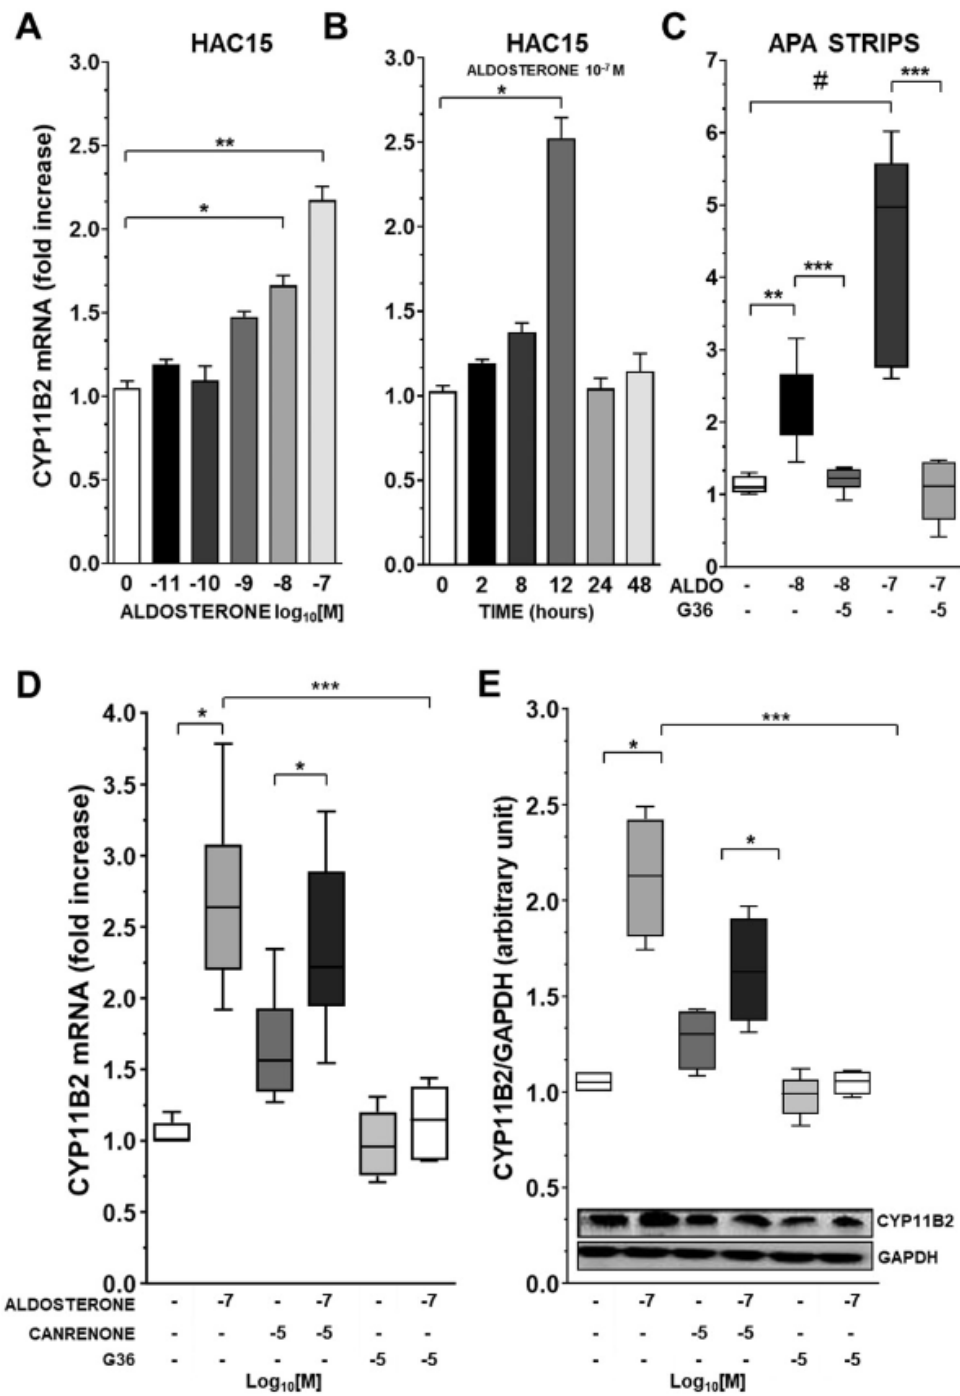 A
HAC15
CYP11B2 mRNA (fold increase)
3.0
2.5
2.0
1.5
1.0
0.5
0.0
**
*
0 -11 -10 -9 -8 -7
ALDOSTERONE log₁₀[M]
B
HAC15
ALDOSTERONE 10⁻⁷ M
*
3.0
2.5
2.0
1.5
1.0
0.5
0.0
0 2 8 12 24 48
TIME (hours)
C
APA STRIPS
7
6
5
4
3
2
1
0
#
***
***
**
ALDO - -8 -8 -7 -7
G36 - - -5 - -5
D
CYP11B2 mRNA (fold increase)
4.0
3.5
3.0
2.5
2.0
1.5
1.0
0.5
0.0
***
*
*
ALDOSTERONE - -7 - -7 - -7
CANRENONE - - -5 -5 - -
G36 - - - - -5 -5
Log₁₀[M]
E
CYP11B2/GAPDH (arbitrary unit)
3.0
2.5
2.0
1.5
1.0
0.5
0.0
***
*
*
CYP11B2
GAPDH
- -7 - -7 - -7
- - -5 -5 - -
- - - - -5 -5
Log₁₀[M]